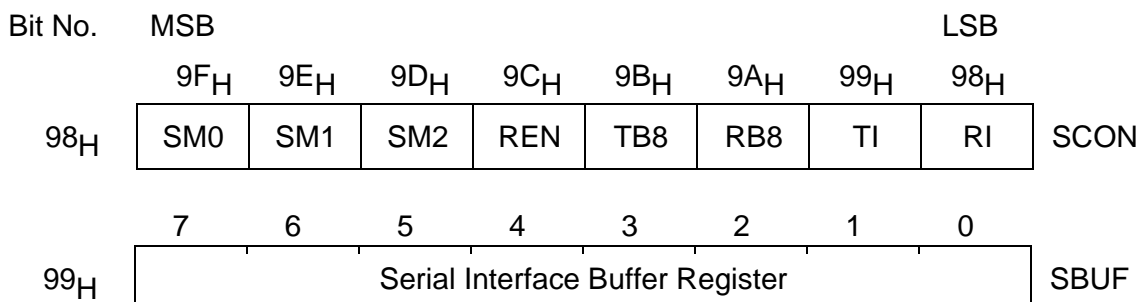 Bit No. MSB LSB
9FH 9EH 9DH 9CH 9BH 9AH 99H 98H
98H SM0 SM1 SM2 REN TB8 RB8 TI RI SCON
7 6 5 4 3 2 1 0
99H Serial Interface Buffer Register SBUF